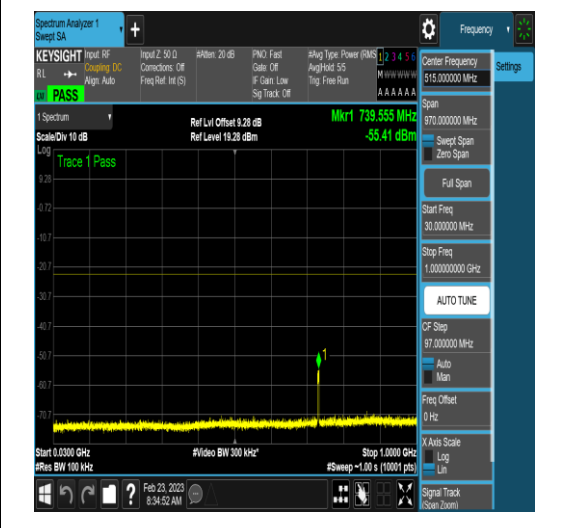 Spectrum Analyzer 1
Swept SA
+
Frequency
KEYSIGHT
RL
PASS
Input: RF
Coupling: DC
Align: Auto
Input Z: 50 Ω
Corrections: Off
Freq Ref: Int (S)
#Atten: 20 dB
PNO: Fast
Gate: Off
IF Gain: Low
Sig Track: Off
#Avg Type: Power (RMS
Avg|Hold: 5/5
Trig: Free Run
1 2 3 4 5 6
M W W W W W
A A A A A A
1 Spectrum
Scale/Div 10 dB
Ref Lvl Offset 9.28 dB
Ref Level 19.28 dBm
Mkr1 739.555 MHz
-55.41 dBm
Log
Trace 1 Pass
9.28
-0.72
-10.7
-20.7
-30.7
-40.7
-50.7
-60.7
-70.7
1
Start 0.0300 GHz
#Res BW 100 kHz
#Video BW 300 kHz*
Stop 1.0000 GHz
#Sweep ~1.00 s (10001 pts)
?
Feb 23, 2023
8:34:52 AM
Center Frequency
515.000000 MHz
Span
970.000000 MHz
Swept Span
Zero Span
Full Span
Start Freq
30.000000 MHz
Stop Freq
1.000000000 GHz
AUTO TUNE
CF Step
97.000000 MHz
Auto
Man
Freq Offset
0 Hz
X Axis Scale
Log
Lin
Signal Track
(Span Zoom)
Settings